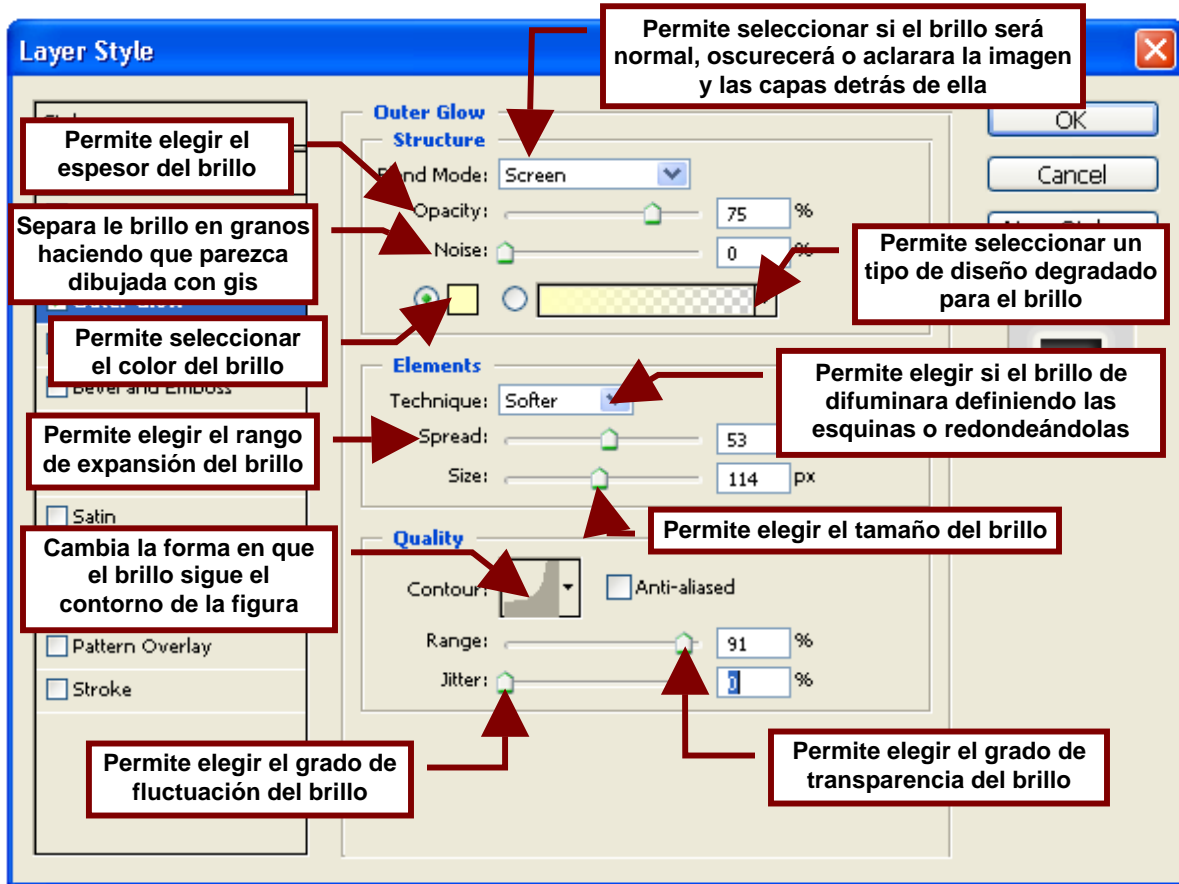 Layer Style
Permite seleccionar si el brillo será
normal, oscurecerá o aclarara la imagen
y las capas detrás de ella
Permite elegir el
espesor del brillo
Separa le brillo en granos
haciendo que parezca
dibujada con gis
Permite seleccionar
el color del brillo
Bevel and Emboss
Permite elegir el rango
de expansión del brillo
Satin
Cambia la forma en que
el brillo sigue el
contorno de la figura
Pattern Overlay
Stroke
Outer Glow
Structure
Mode: Screen
Opacity: 75 %
Noise: 0 %
Elements
Technique: Softer
Spread: 53
Size: 114 px
Quality
Contour: Anti-aliased
Range: 91 %
Jitter: 0 %
OK
Cancel
Permite seleccionar un
tipo de diseño degradado
para el brillo
Permite elegir si el brillo de
difuminara definiendo las
esquinas o redondeándolas
Permite elegir el tamaño del brillo
Permite elegir el grado de
fluctuación del brillo
Permite elegir el grado de
transparencia del brillo